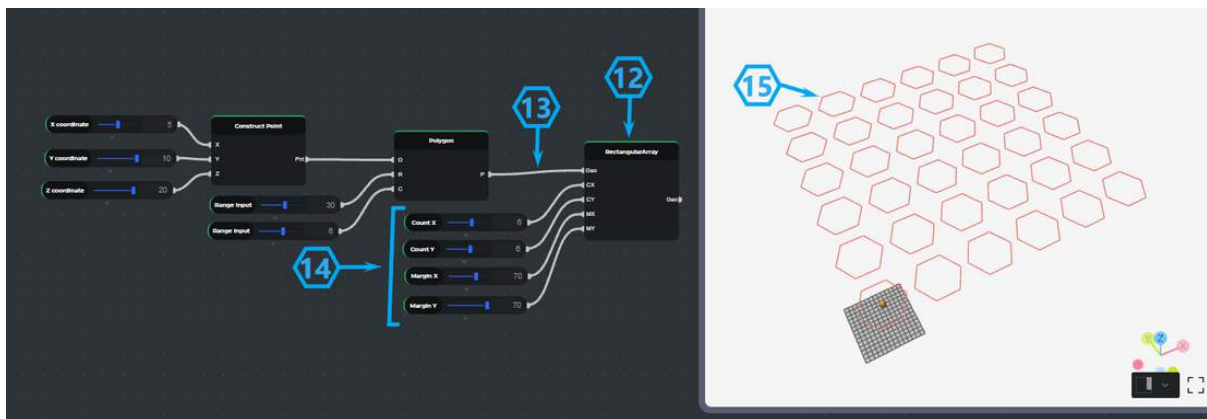 12
13
14
15
X coordinate 5
Y coordinate 10
Z coordinate 20
Construct Point
X
Y
Z
Pnt
Range Input 30
Range Input 6
Polygon
O
R
C
P
Count X 6
Count Y 6
Margin X 70
Margin Y 70
RectangularArray
Geo
CX
CY
MX
MY
Geo
Y
Z
X